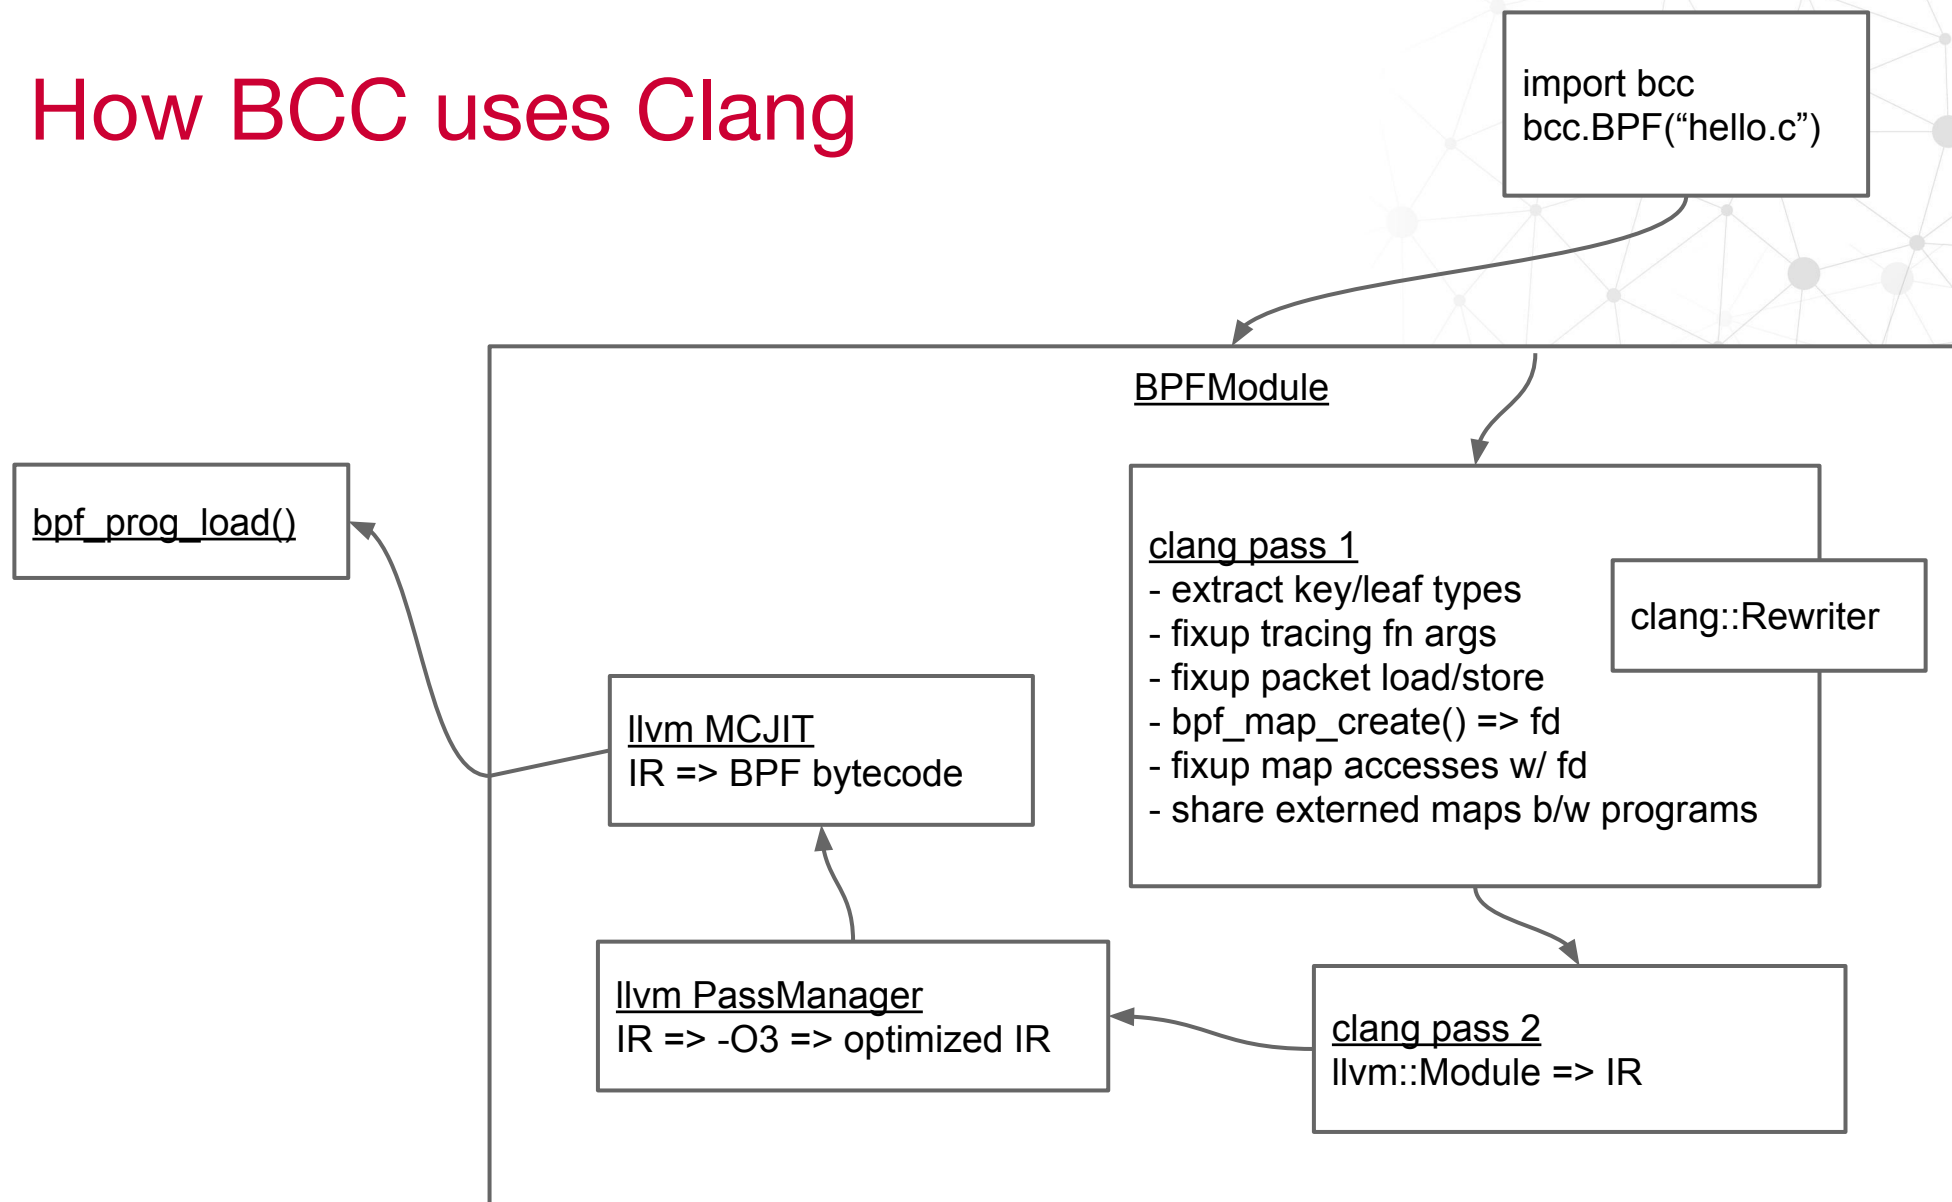 How BCC uses Clang
import bcc
bcc.BPF(“hello.c”)
BPFModule
bpf_prog_load()
clang pass 1
- extract key/leaf types
- fixup tracing fn args
- fixup packet load/store
- bpf_map_create() => fd
- fixup map accesses w/ fd
- share externed maps b/w programs
clang::Rewriter
llvm MCJIT
IR => BPF bytecode
llvm PassManager
IR => -O3 => optimized IR
clang pass 2
llvm::Module => IR